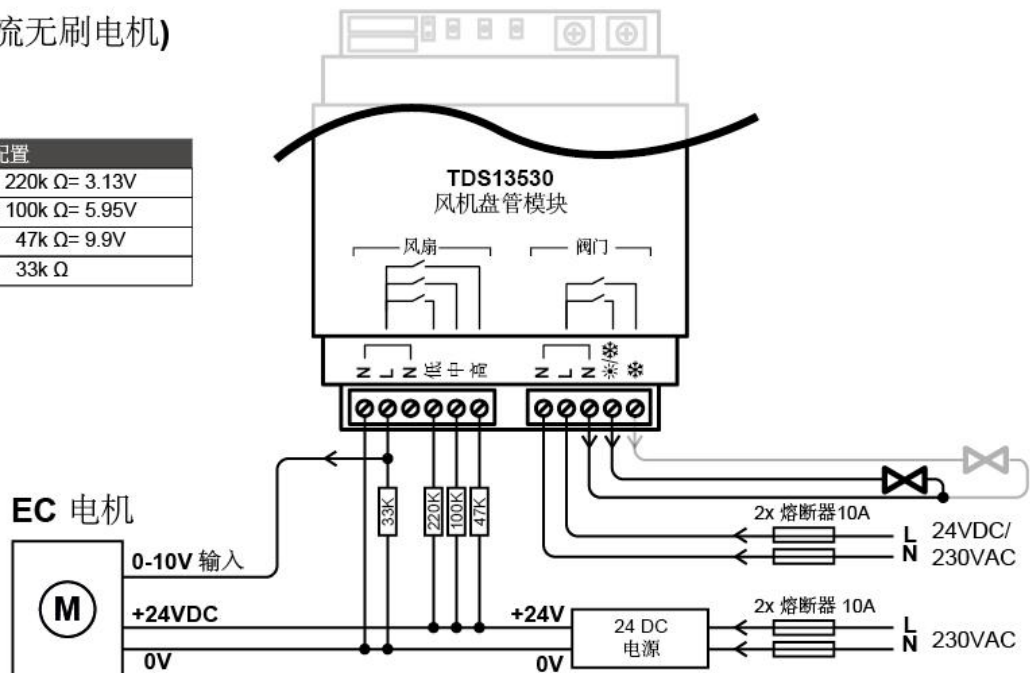 流无刷电机)
配置
220k Ω= 3.13V
100k Ω= 5.95V
47k Ω= 9.9V
33k Ω
TDS13530
风机盘管模块
风扇
阀门
N L N 低 中 高
N L N
33K
220K
100K
47K
EC 电机
M
0-10V 输入
+24VDC
0V
+24V
0V
24 DC
电源
2x 熔断器10A
L
N
24VDC/
230VAC
2x 熔断器 10A
L
N
230VAC